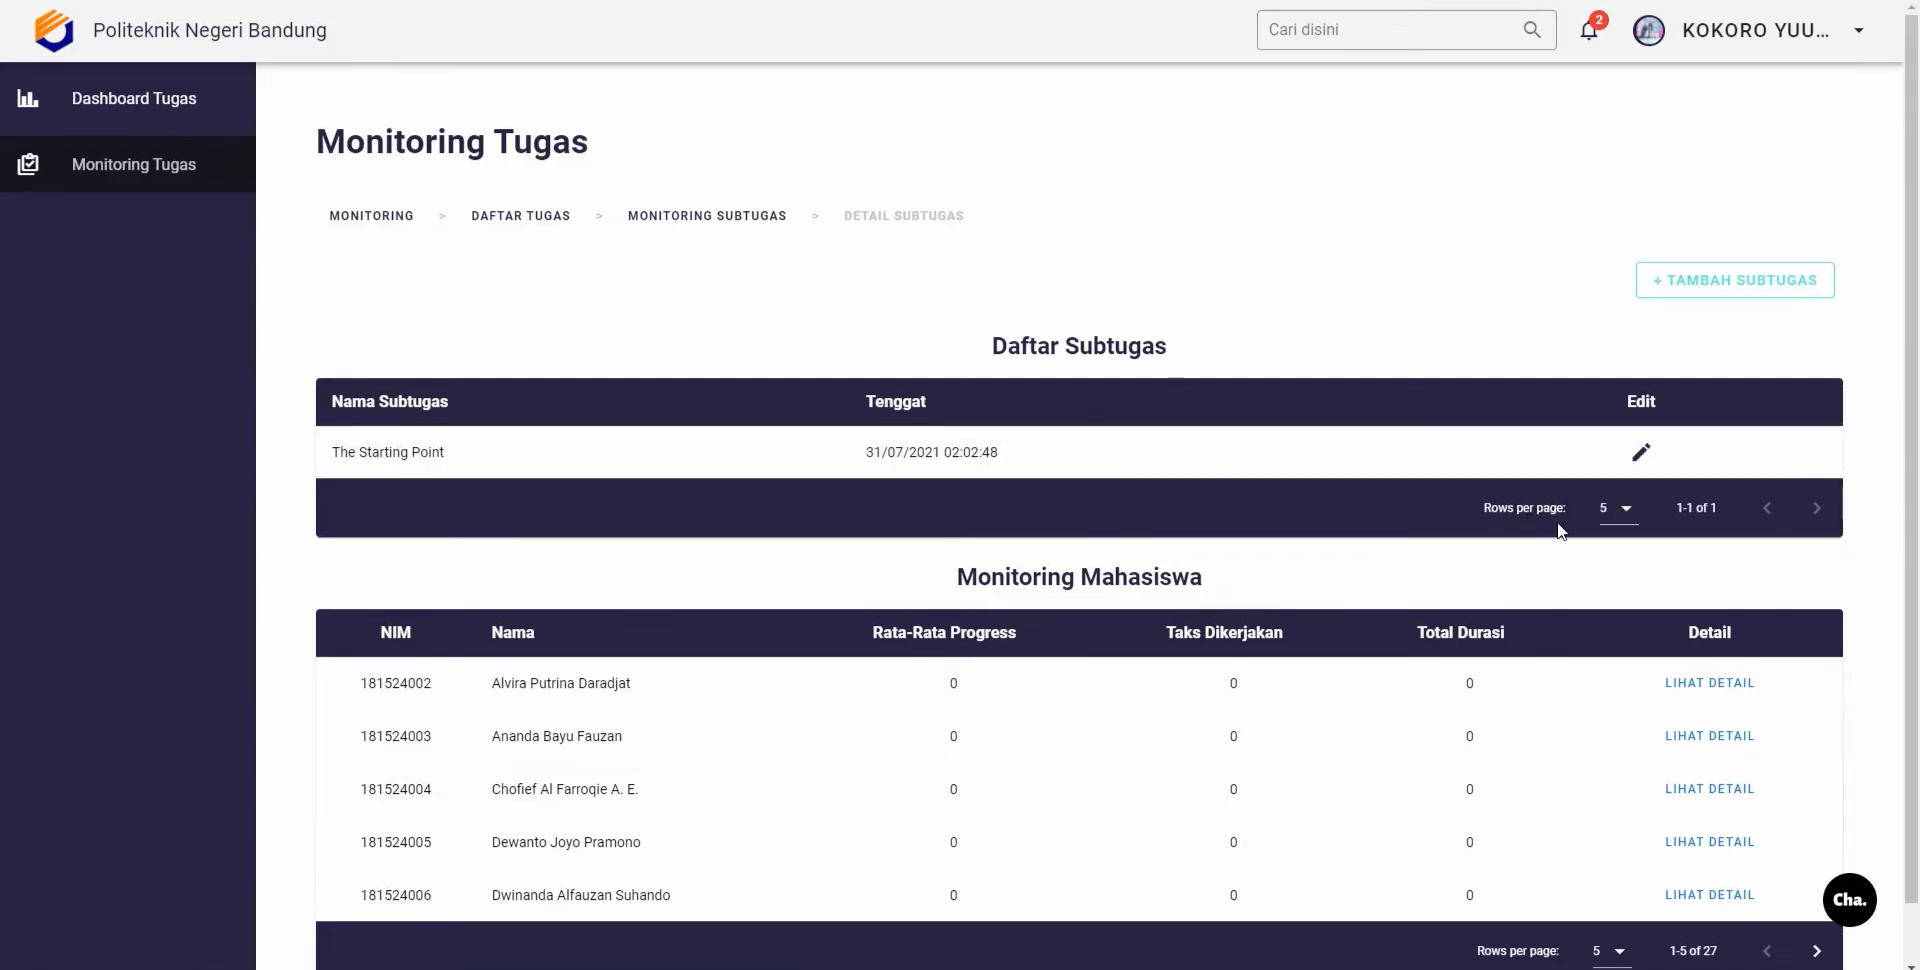 Politeknik Negeri Bandung
Cari disini
2
KOKORO YUU...
Dashboard Tugas
Monitoring Tugas
Monitoring Tugas
MONITORING > DAFTAR TUGAS > MONITORING SUBTUGAS > DETAIL SUBTUGAS
+ TAMBAH SUBTUGAS
Daftar Subtugas
Nama Subtugas Tenggat Edit
The Starting Point 31/07/2021 02:02:48
Rows per page: 5 1-1 of 1
Monitoring Mahasiswa
NIM Nama Rata-Rata Progress Taks Dikerjakan Total Durasi Detail
181524002 Alvira Putrina Daradjat 0 0 0 LIHAT DETAIL
181524003 Ananda Bayu Fauzan 0 0 0 LIHAT DETAIL
181524004 Chofief Al Farroqie A. E. 0 0 0 LIHAT DETAIL
181524005 Dewanto Joyo Pramono 0 0 0 LIHAT DETAIL
181524006 Dwinanda Alfauzan Suhando 0 0 0 LIHAT DETAIL
Cha.
Rows per page: 5 1-5 of 27